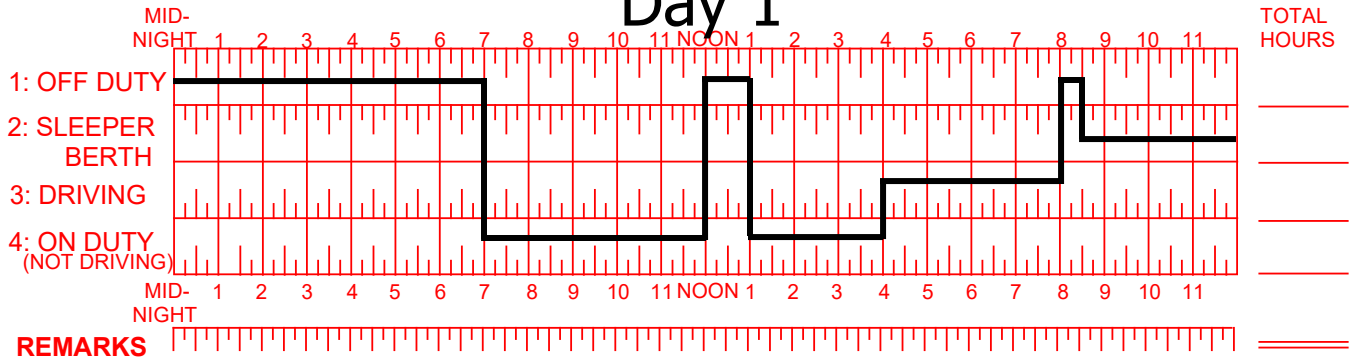 Day 1
MID-
NIGHT 1 2 3 4 5 6 7 8 9 10 11 NOON 1 2 3 4 5 6 7 8 9 10 11
TOTAL
HOURS
1: OFF DUTY
2: SLEEPER
BERTH
3: DRIVING
4: ON DUTY
(NOT DRIVING)
MID-
NIGHT 1 2 3 4 5 6 7 8 9 10 11 NOON 1 2 3 4 5 6 7 8 9 10 11
REMARKS